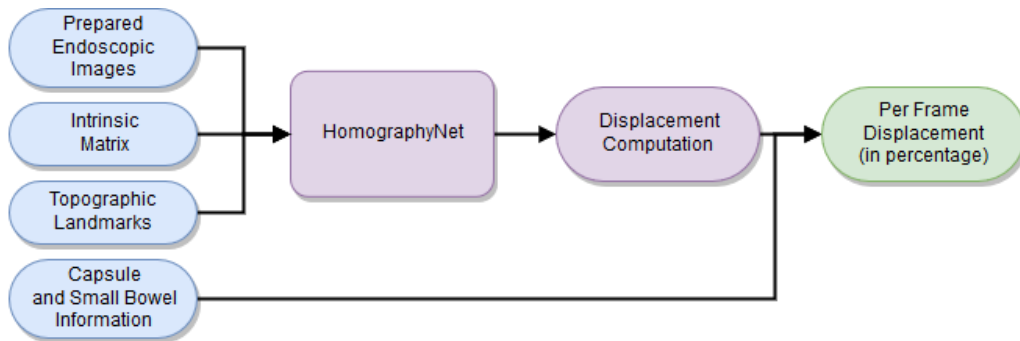 Prepared
Endoscopic
Images
Intrinsic
Matrix
Topographic
Landmarks
Capsule
and Small Bowel
Information
HomographyNet
Displacement
Computation
Per Frame
Displacement
(in percentage)